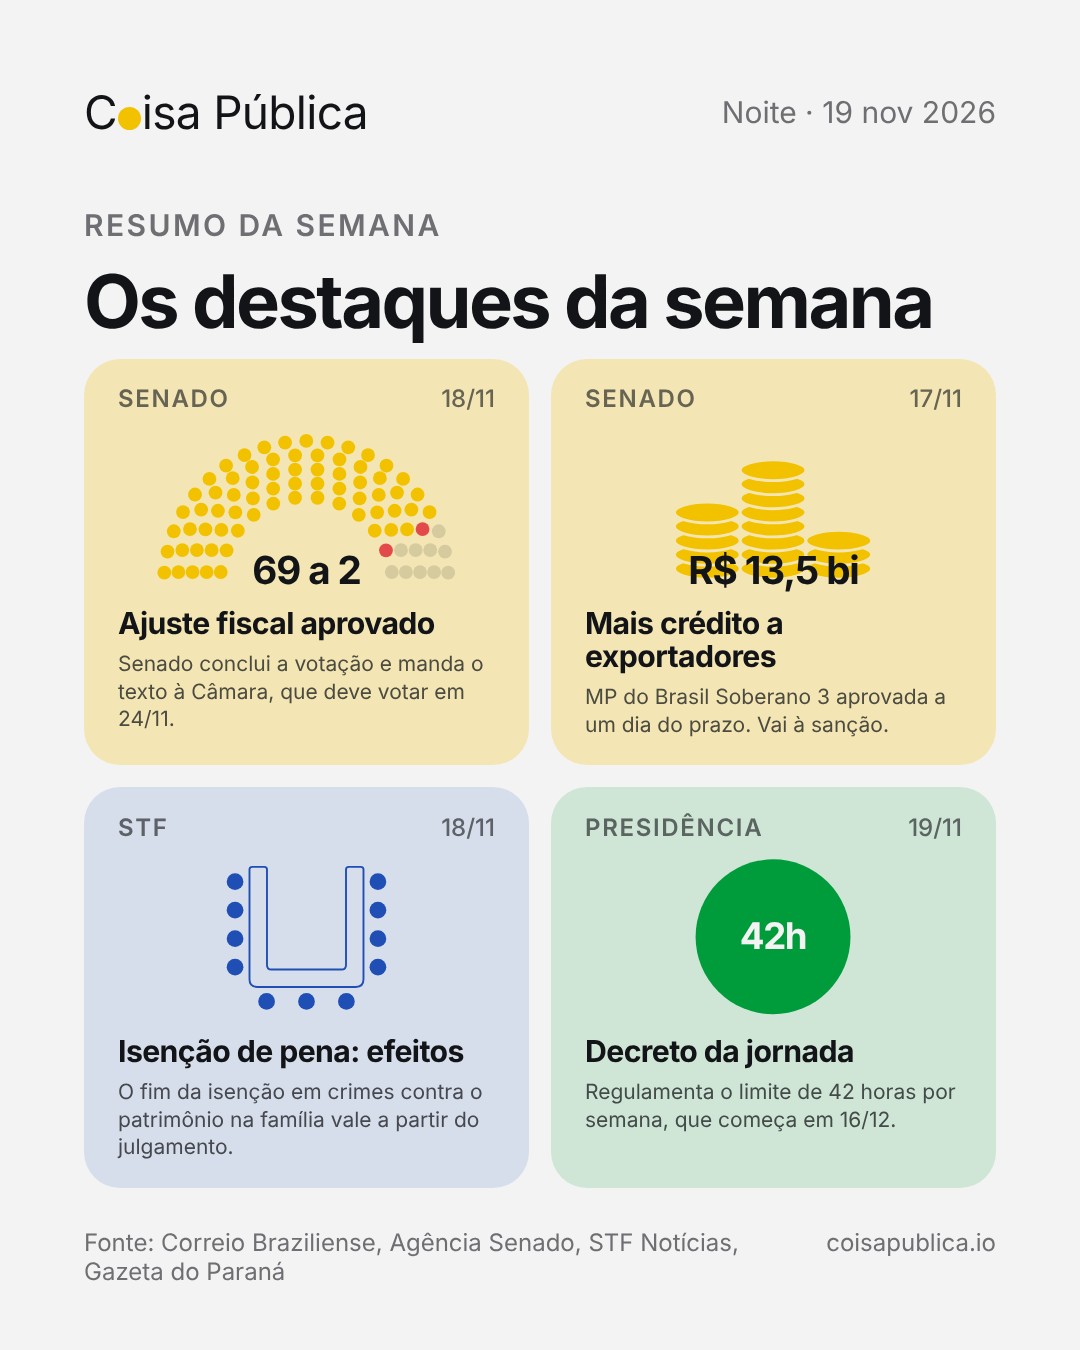 Coisa Pública
Noite · 19 nov 2026
RESUMO DA SEMANA
Os destaques da semana
SENADO 18/11
69 a 2
Ajuste fiscal aprovado
Senado conclui a votação e manda o
texto à Câmara, que deve votar em
24/11.
SENADO 17/11
R$ 13,5 bi
Mais crédito a
exportadores
MP do Brasil Soberano 3 aprovada a
um dia do prazo. Vai à sanção.
STF 18/11
Isenção de pena: efeitos
O fim da isenção em crimes contra o
patrimônio na família vale a partir do
julgamento.
PRESIDÊNCIA 19/11
42h
Decreto da jornada
Regulamenta o limite de 42 horas por
semana, que começa em 16/12.
Fonte: Correio Braziliense, Agência Senado, STF Notícias,
Gazeta do Paraná
coisapublica.io